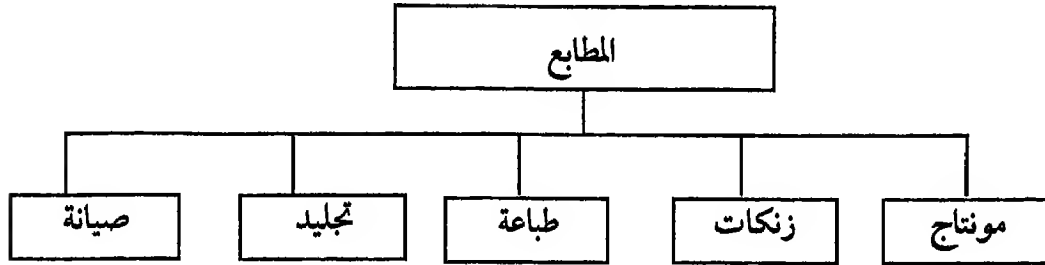 المطابع
مونتاج
زنكات
طباعة
تجليد
صيانة